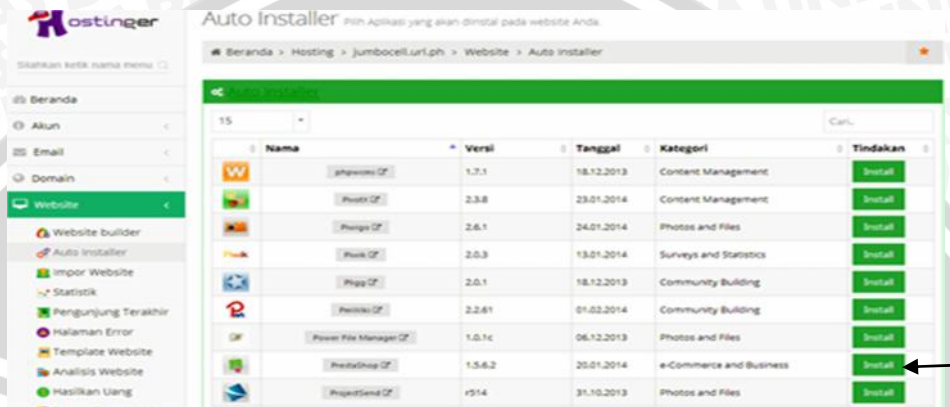 Hostinger
Auto Installer Pilih Aplikasi yang akan diinstal pada website Anda.
Beranda > Hosting > jumbocell.url.ph > Website > Auto Installer
Silahkan ketik nama menu
Auto Installer
Beranda
Akun
Email
Domain
Website
Website builder
Auto Installer
Impor Website
Statistik
Pengunjung Terakhir
Halaman Error
Template Website
Analisis Website
Hasilkan Uang
15
Cari..
Nama Versi Tanggal Kategori Tindakan
phpwcms 1.7.1 18.12.2013 Content Management Install
PivotX 2.3.8 23.01.2014 Content Management Install
Piwigo 2.6.1 24.01.2014 Photos and Files Install
Piwik 2.0.3 13.01.2014 Surveys and Statistics Install
Pligg 2.0.1 18.12.2013 Community Building Install
PmWiki 2.2.61 01.02.2014 Community Building Install
Power File Manager 1.0.1c 06.12.2013 Photos and Files Install
PrestaShop 1.5.6.2 20.01.2014 e-Commerce and Business Install
ProjectSend r514 31.10.2013 Photos and Files Install